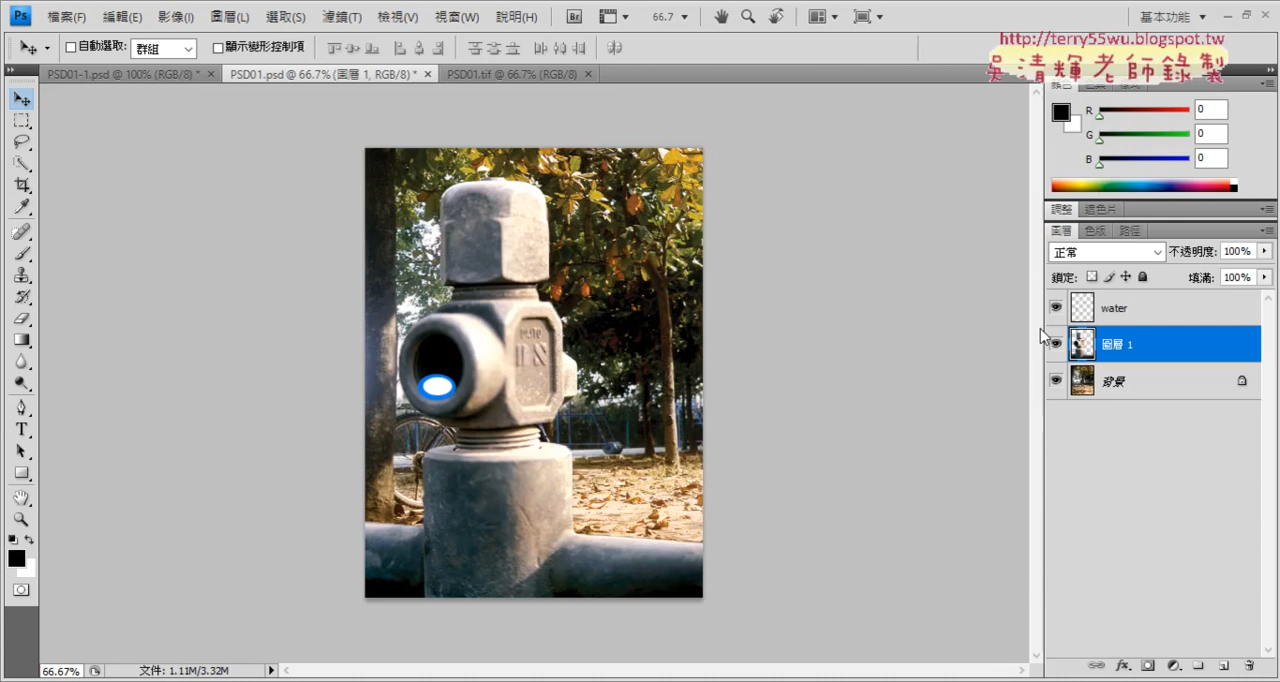 Ps 檔案(F) 編輯(E) 影像(I) 圖層(L) 選取(S) 濾鏡(T) 檢視(V) 視窗(W) 說明(H) Br 66.7 基本功能
自動選取: 群組 顯示變形控制項
http://terry55wu.blogspot.tw
吳清輝老師錄製
PSD01-1.psd @ 100% (RGB/8) * PSD01.psd @ 66.7% (圖層 1, RGB/8) * PSD01.tif @ 66.7% (RGB/8)
R 0
G 0
B 0
調整 遮色片
圖層 色版 路徑
正常 不透明度: 100%
鎖定: 填滿: 100%
water
圖層 1
背景
T
fx
66.67% 文件: 1.11M/3.32M